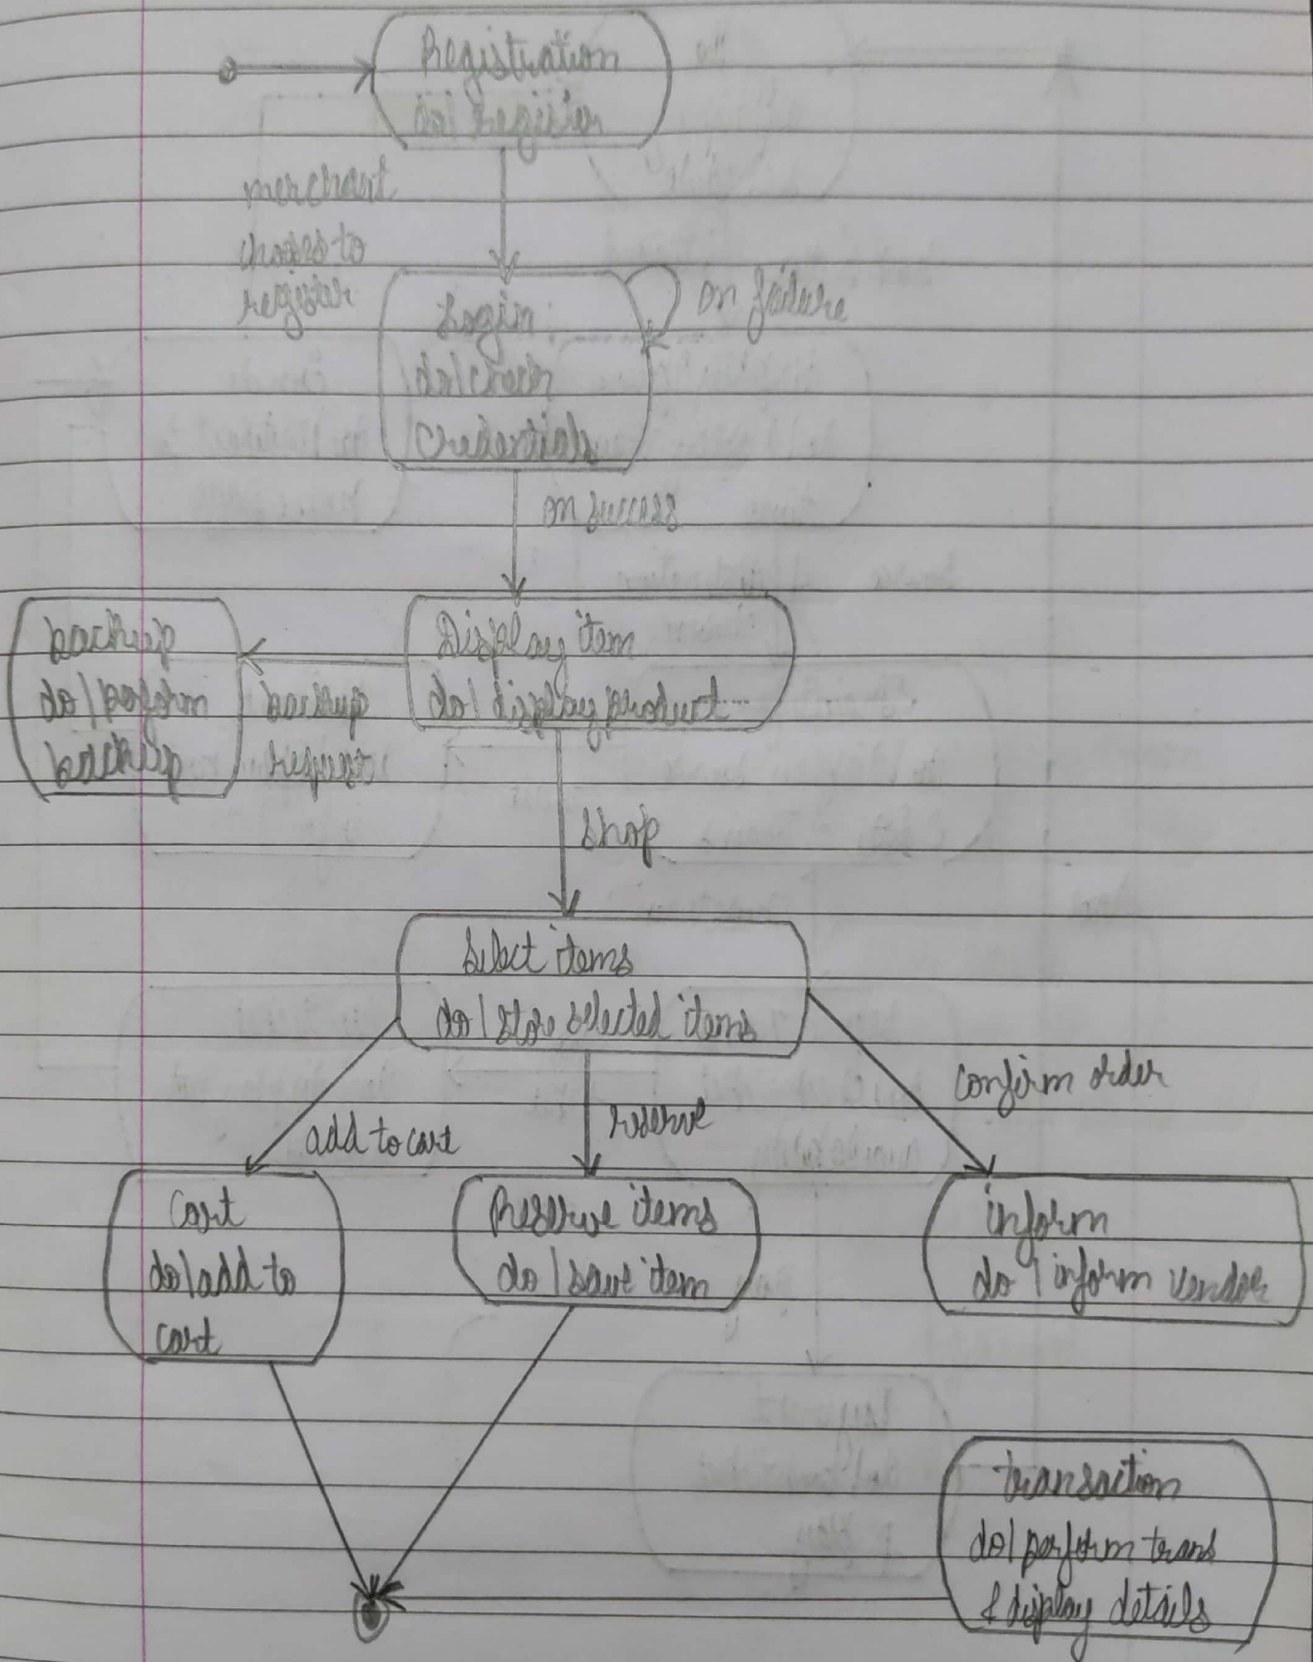 Registration
do/ register
merchant
choses to
register
Login
do/check
Credentials
on failure
on success
Display item
do/ display product
backup
do/perform
backup
backup
request
shop
Select items
do / store selected items
add to cart
reserve
confirm order
Cart
do/add to
cart
Reserve items
do / save item
inform
do / inform vendor
transaction
do/ perform trans
& display details